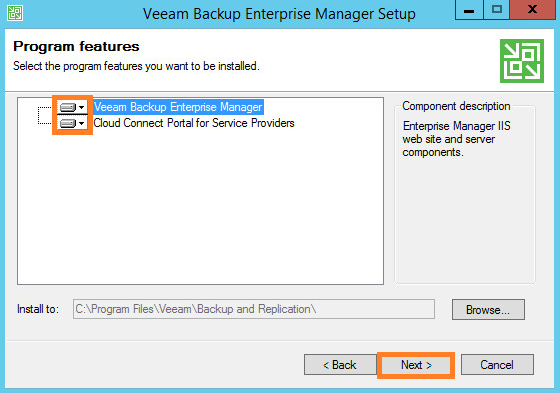 Veeam Backup Enterprise Manager Setup
Program features
Select the program features you want to be installed.
Veeam Backup Enterprise Manager
Cloud Connect Portal for Service Providers
Component description
Enterprise Manager IIS
web site and server
components.
Install to: C:\Program Files\Veeam\Backup and Replication\ Browse...
< Back Next > Cancel